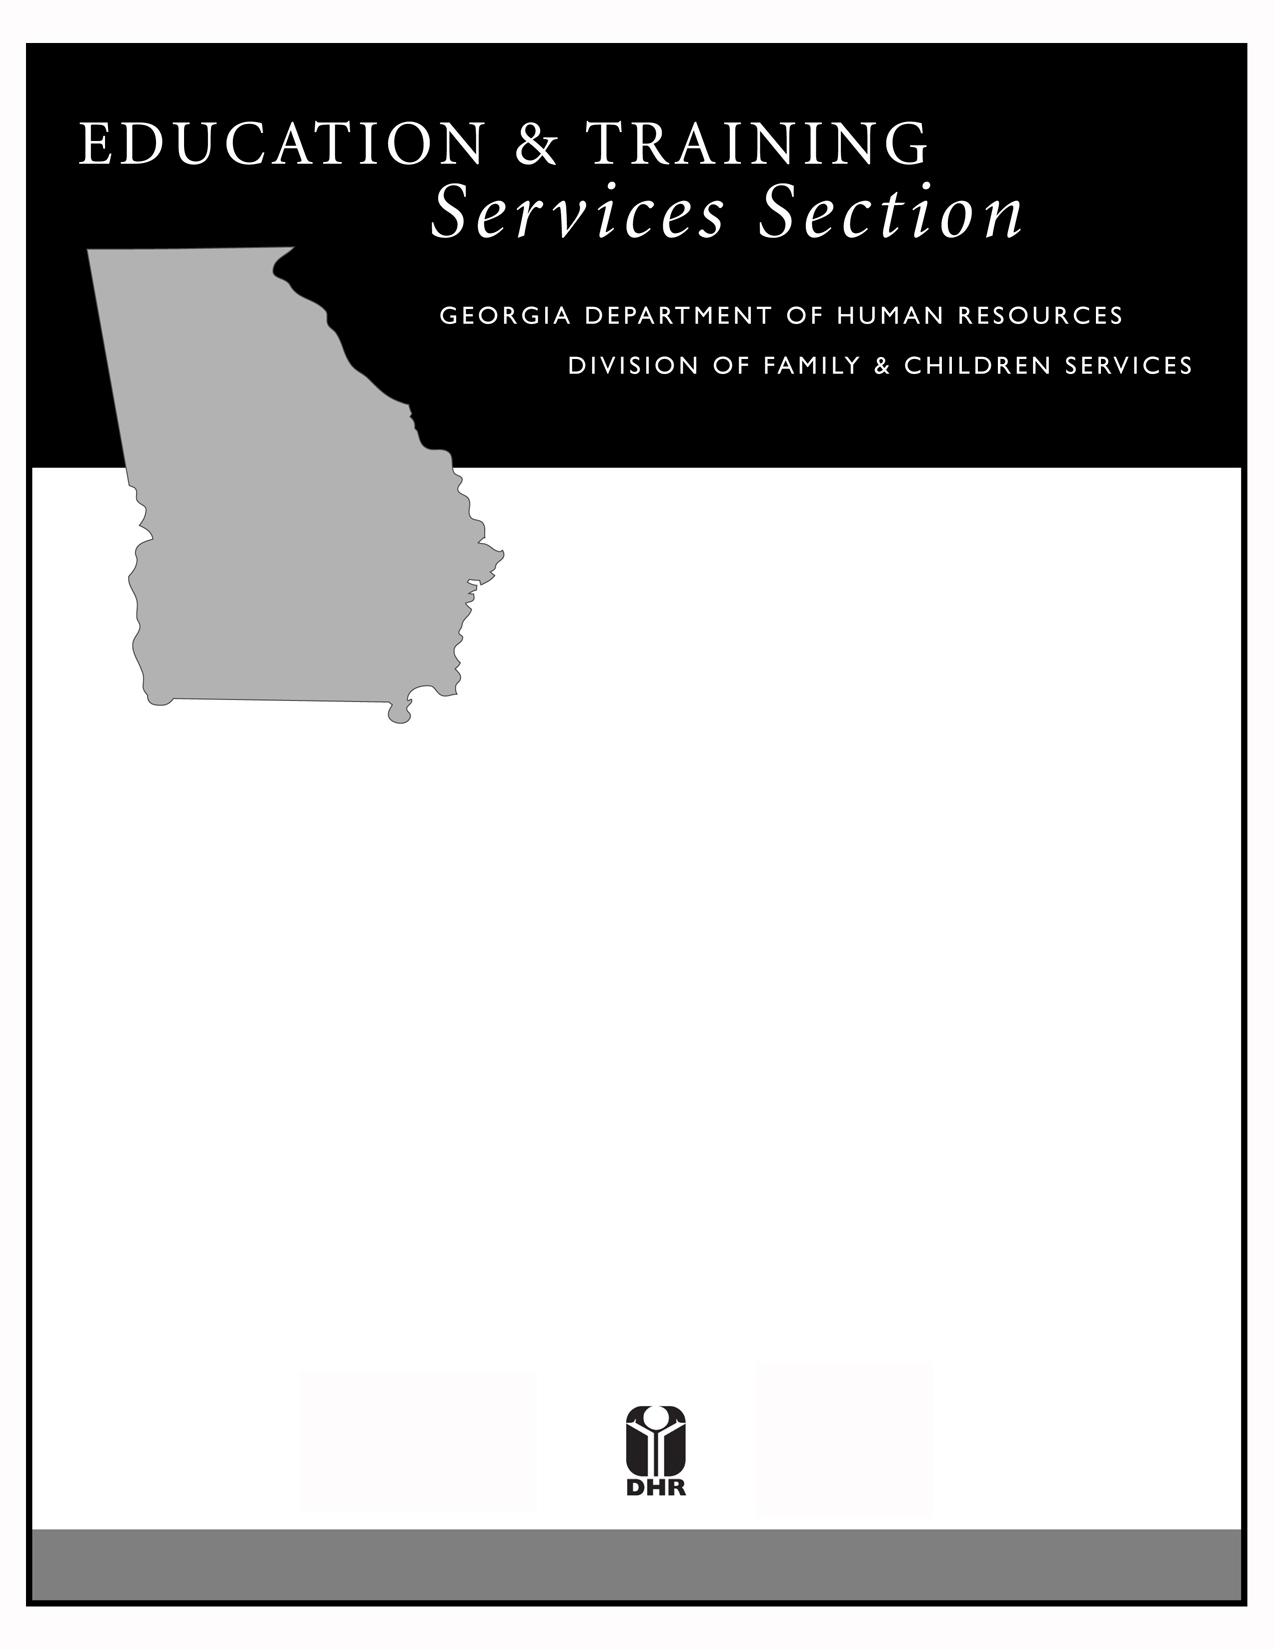 EDUCATION & TRAINING
Services Section
GEORGIA DEPARTMENT OF HUMAN RESOURCES
DIVISION OF FAMILY & CHILDREN SERVICES
DHR